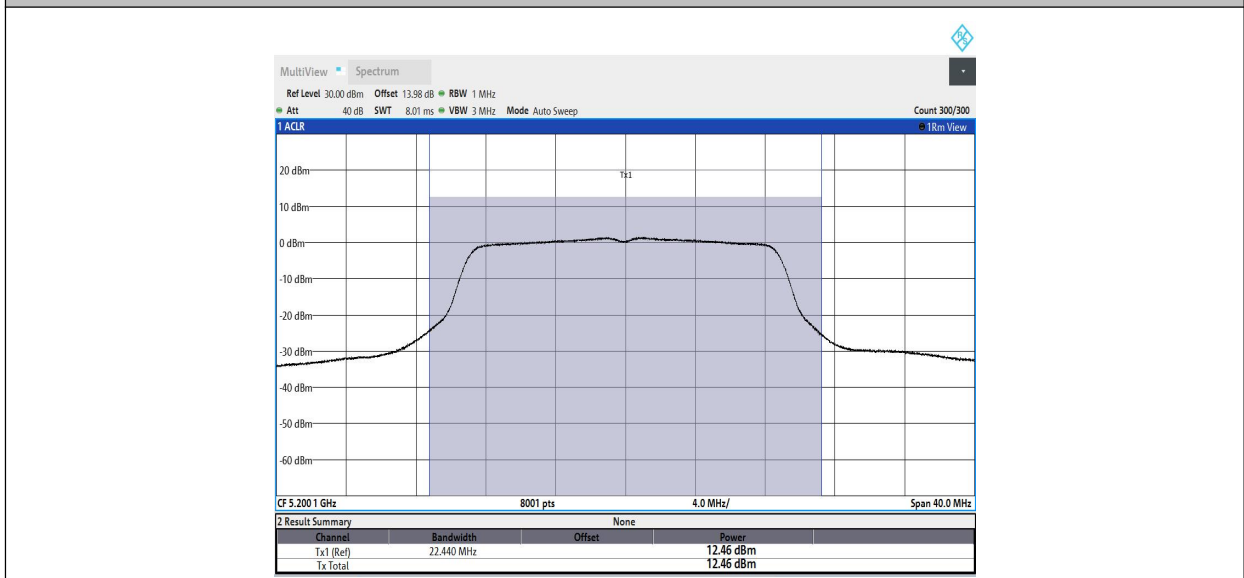 R S
MultiView Spectrum
Ref Level 30.00 dBm Offset 13.98 dB RBW 1 MHz
Att 40 dB SWT 8.01 ms VBW 3 MHz Mode Auto Sweep Count 300/300
1 ACLR 1Rm View
Tx1
20 dBm
10 dBm
0 dBm
-10 dBm
-20 dBm
-30 dBm
-40 dBm
-50 dBm
-60 dBm
CF 5.200 1 GHz 8001 pts 4.0 MHz/ Span 40.0 MHz
2 Result Summary None
Channel Bandwidth Offset Power
Tx1 (Ref) 22.440 MHz 12.46 dBm
Tx Total 12.46 dBm